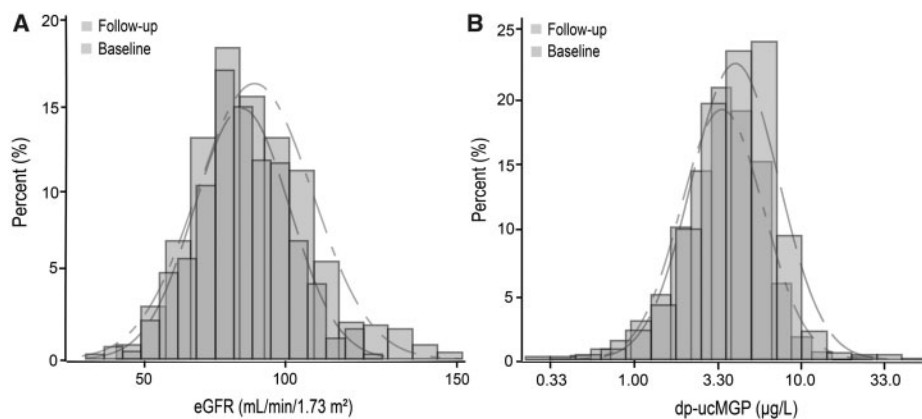 A
Follow-up
Baseline
Percent (%)
20
15
10
5
0
50
100
150
eGFR (mL/min/1.73 m²)
B
Follow-up
Baseline
Percent (%)
25
20
15
10
5
0
0.33
1.00
3.30
10.0
33.0
dp-ucMGP (µg/L)